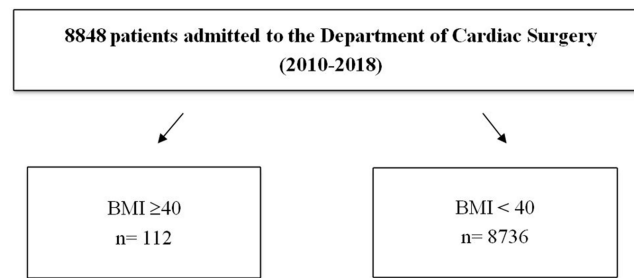 8848 patients admitted to the Department of Cardiac Surgery
(2010-2018)
BMI ≥40
n= 112
BMI < 40
n= 8736